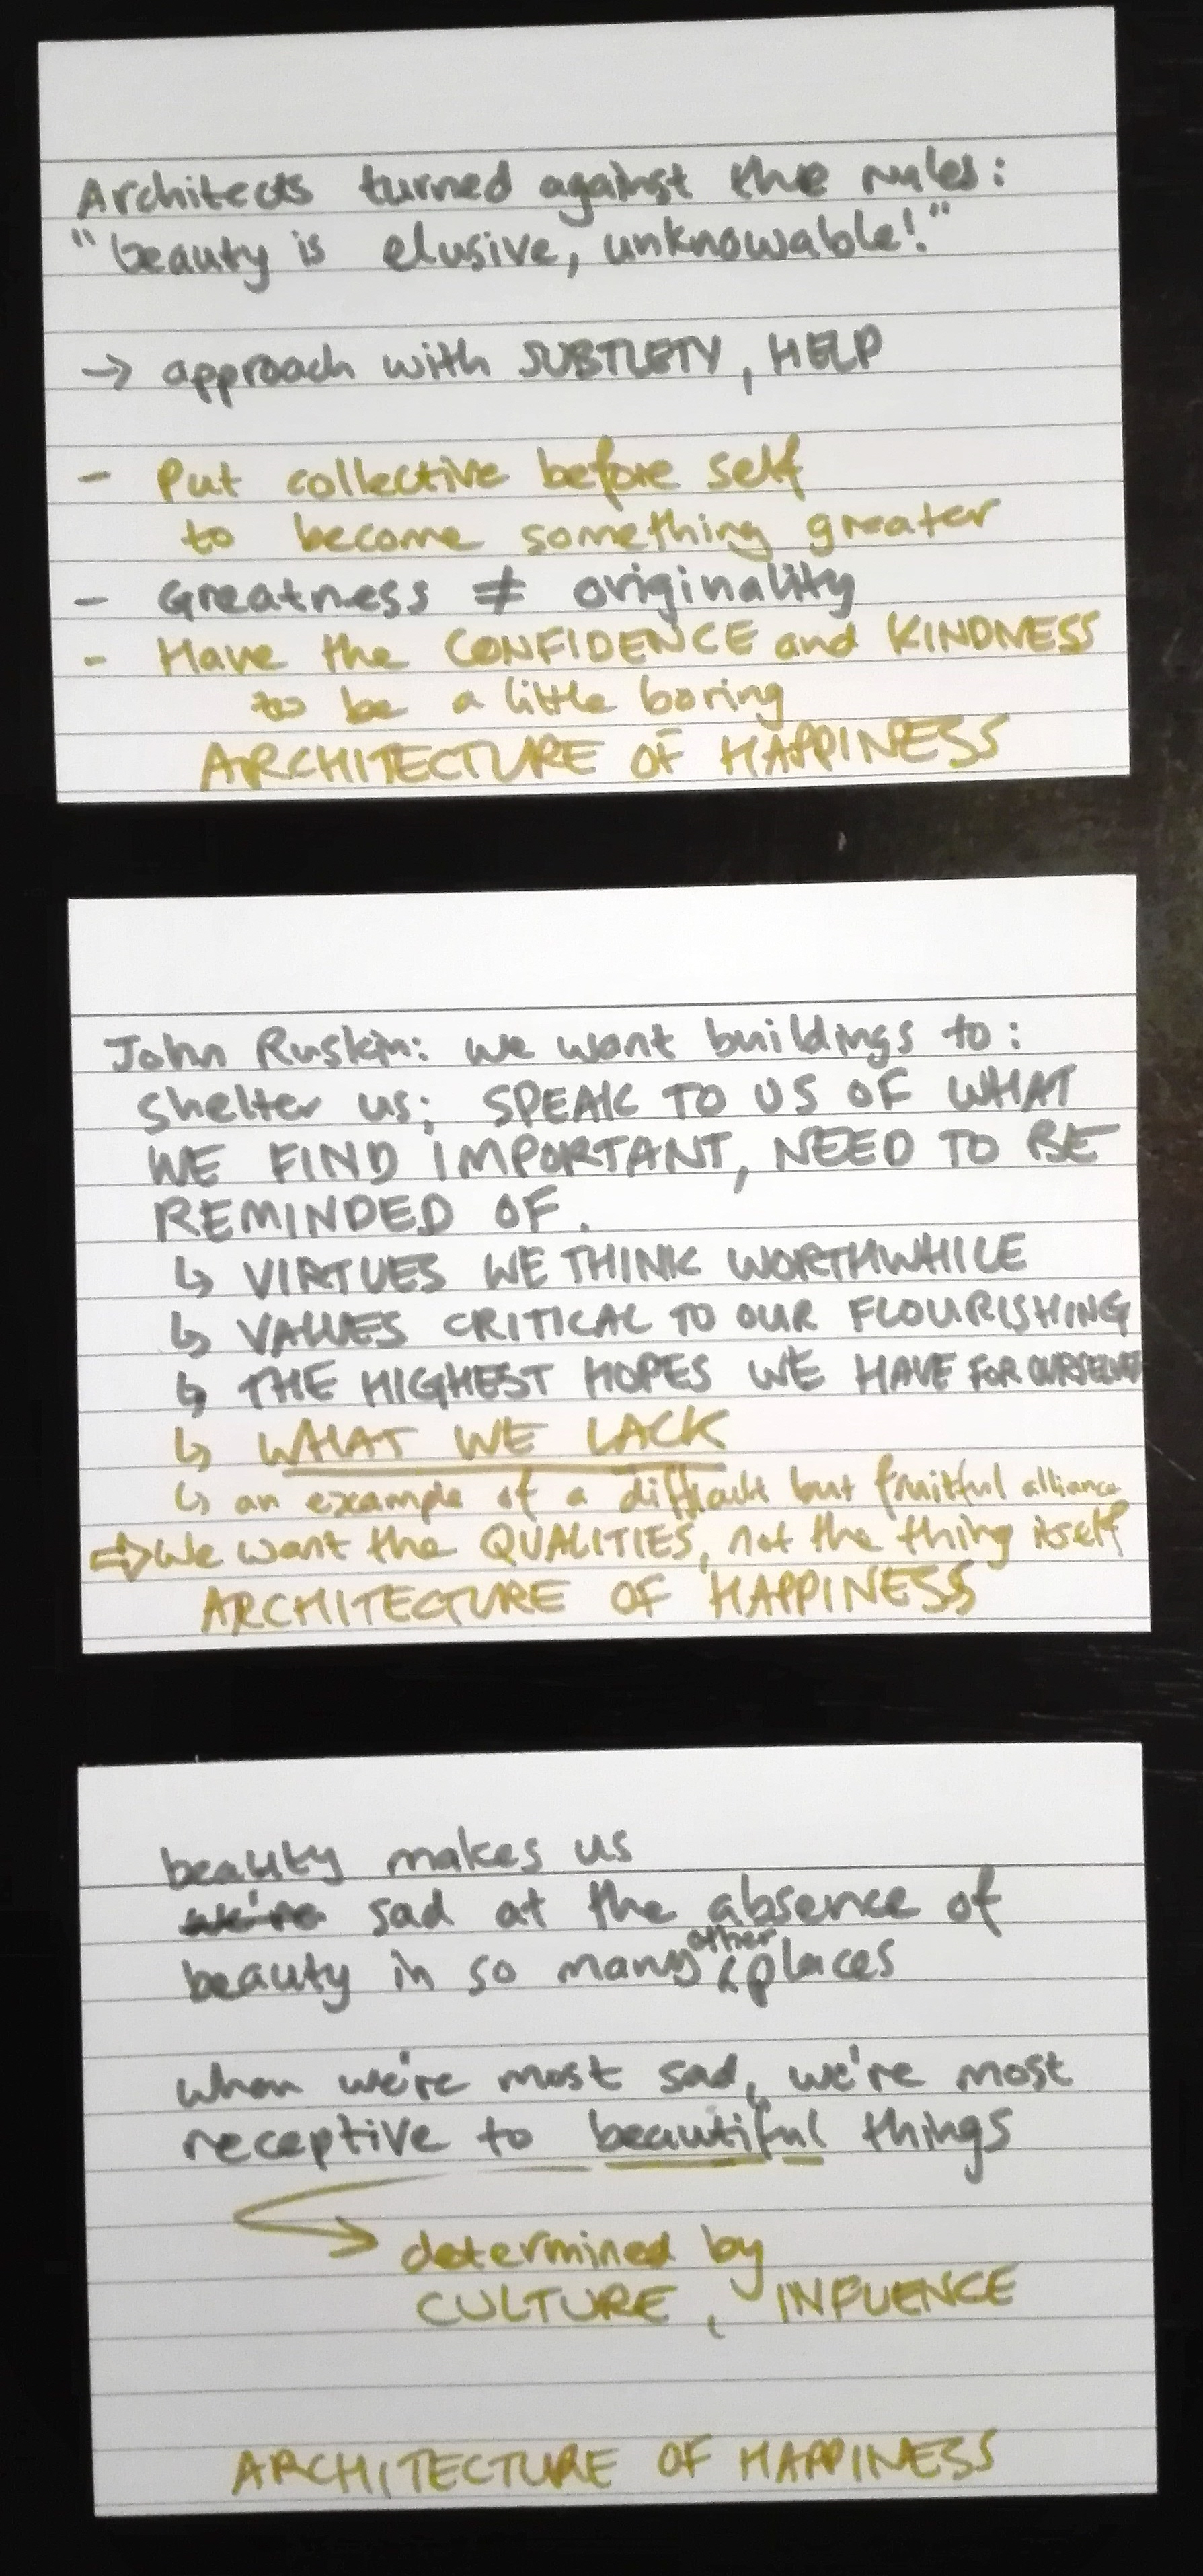 Architects turned against the rules:
"beauty is elusive, unknowable!"
→ approach with SUBTLETY, HELP
- Put collective before self
to become something greater
- Greatness ≠ originality
- Have the CONFIDENCE and KINDNESS
to be a little boring
ARCHITECTURE OF HAPPINESS
John Ruskin: we want buildings to:
shelter us; SPEAK TO US OF WHAT
WE FIND IMPORTANT, NEED TO BE
REMINDED OF.
↳ VIRTUES WE THINK WORTHWHILE
↳ VALUES CRITICAL TO OUR FLOURISHING
↳ THE HIGHEST HOPES WE HAVE FOR OURSELVES
↳ WHAT WE LACK
↳ an example of a difficult but fruitful alliance
⇒ We want the QUALITIES, not the thing itself
ARCHITECTURE OF HAPPINESS
beauty makes us
we're sad at the absence of
beauty in so many other places
when we're most sad, we're most
receptive to beautiful things
determined by
CULTURE, INFUENCE
ARCHITECTURE OF HAPPINESS